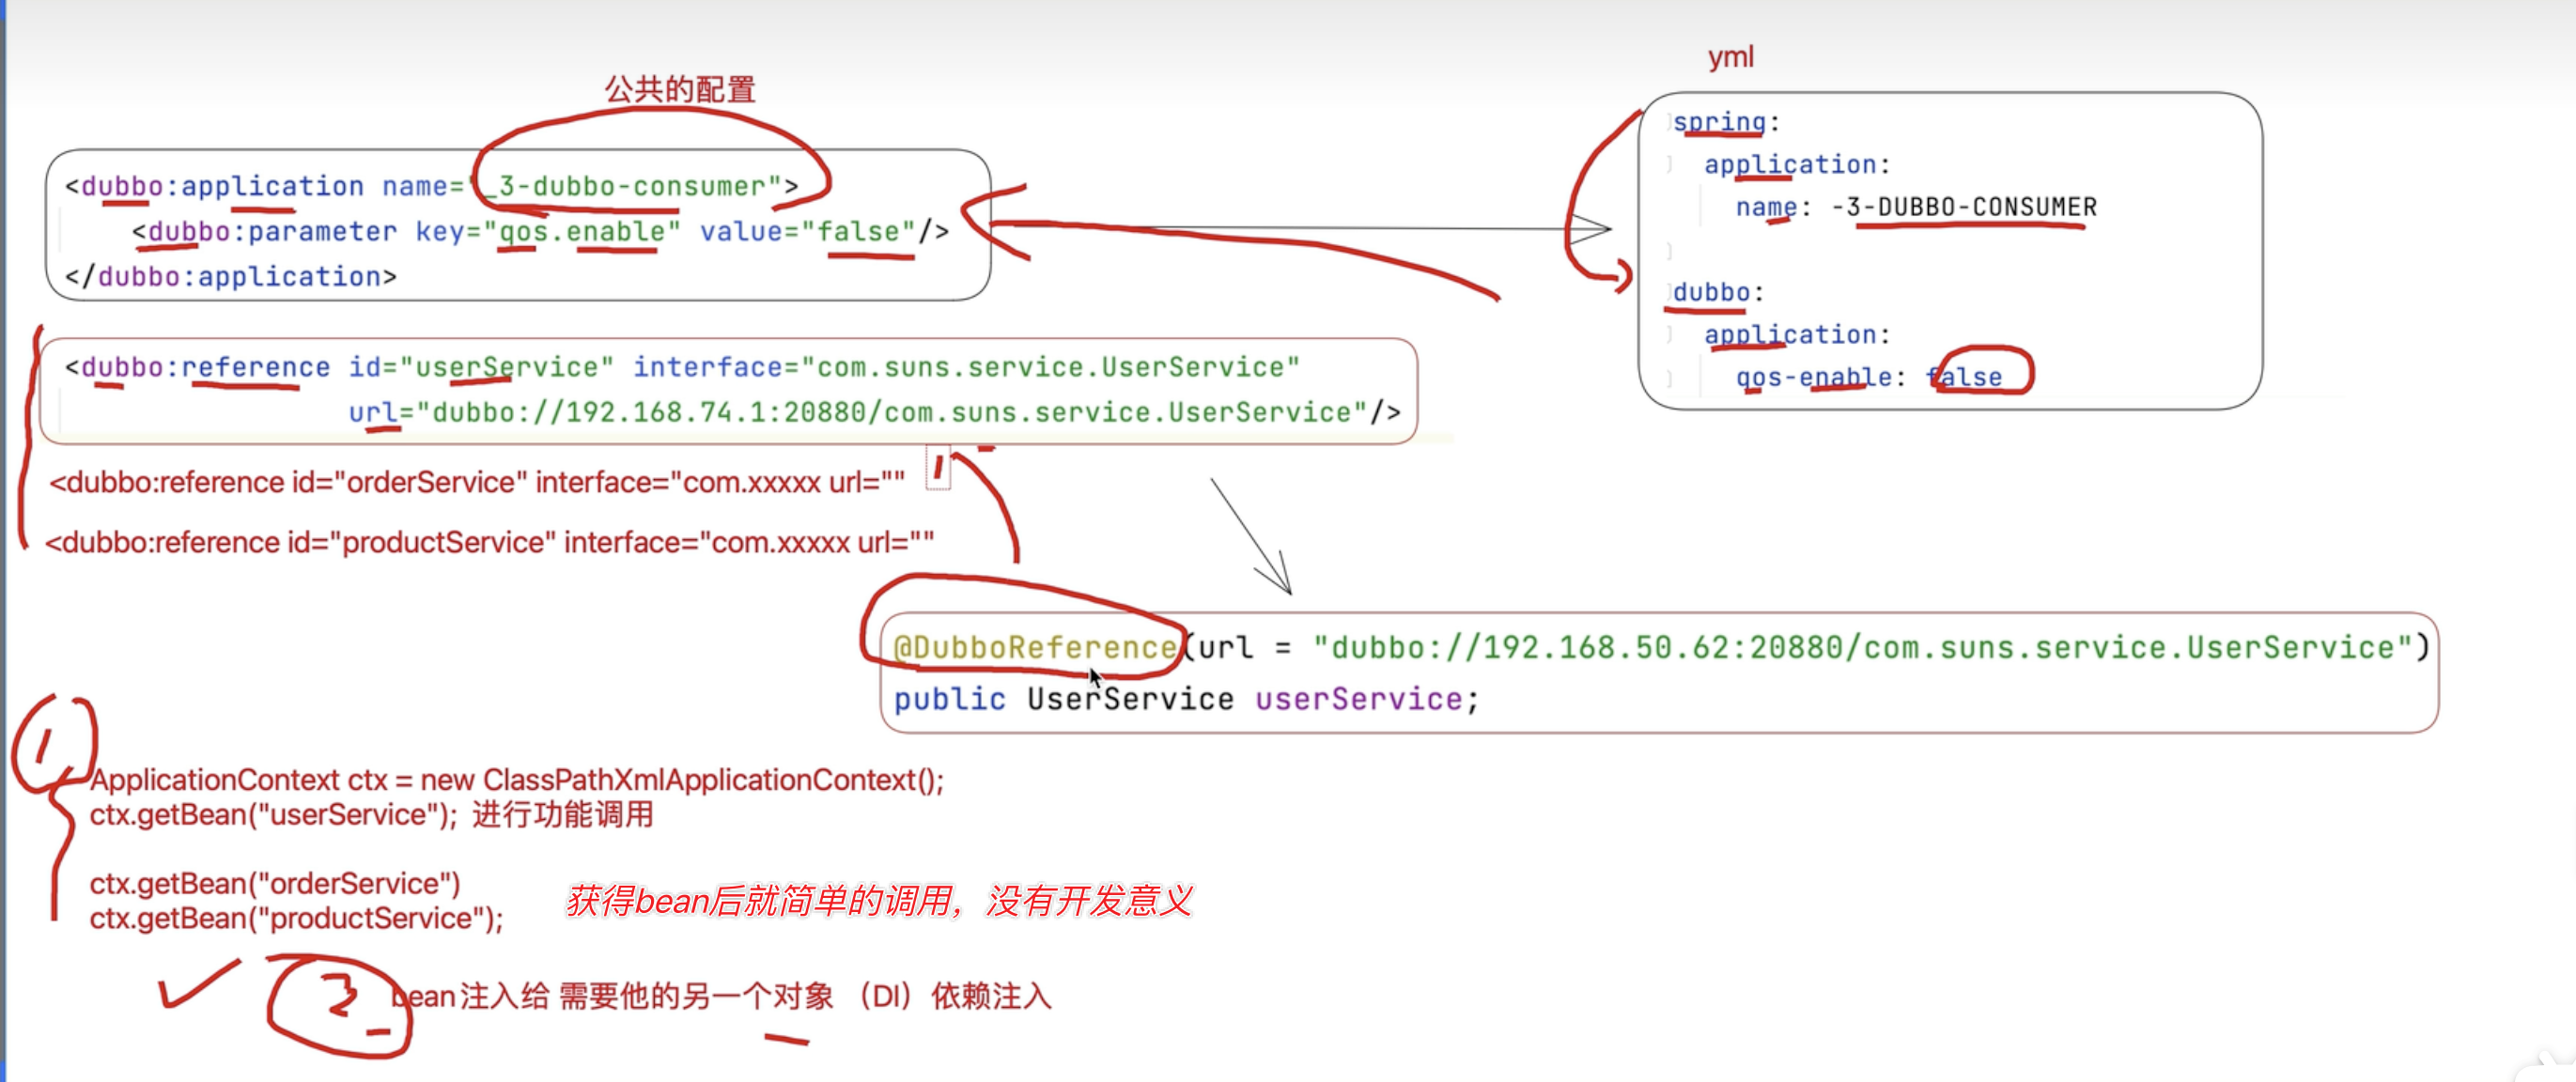 公共的配置
<dubbo:application name="_3-dubbo-consumer">
<dubbo:parameter key="qos.enable" value="false"/>
</dubbo:application>
yml
spring:
application:
name: -3-DUBBO-CONSUMER
dubbo:
application:
qos-enable: false
<dubbo:reference id="userService" interface="com.suns.service.UserService"
url="dubbo://192.168.74.1:20880/com.suns.service.UserService"/>
<dubbo:reference id="orderService" interface="com.xxxxx url=""
<dubbo:reference id="productService" interface="com.xxxxx url=""
@DubboReference(url = "dubbo://192.168.50.62:20880/com.suns.service.UserService")
public UserService userService;
1
ApplicationContext ctx = new ClassPathXmlApplicationContext();
ctx.getBean("userService"); 进行功能调用
ctx.getBean("orderService")
ctx.getBean("productService");
获得bean后就简单的调用，没有开发意义
2 bean注入给 需要他的另一个对象 （DI）依赖注入